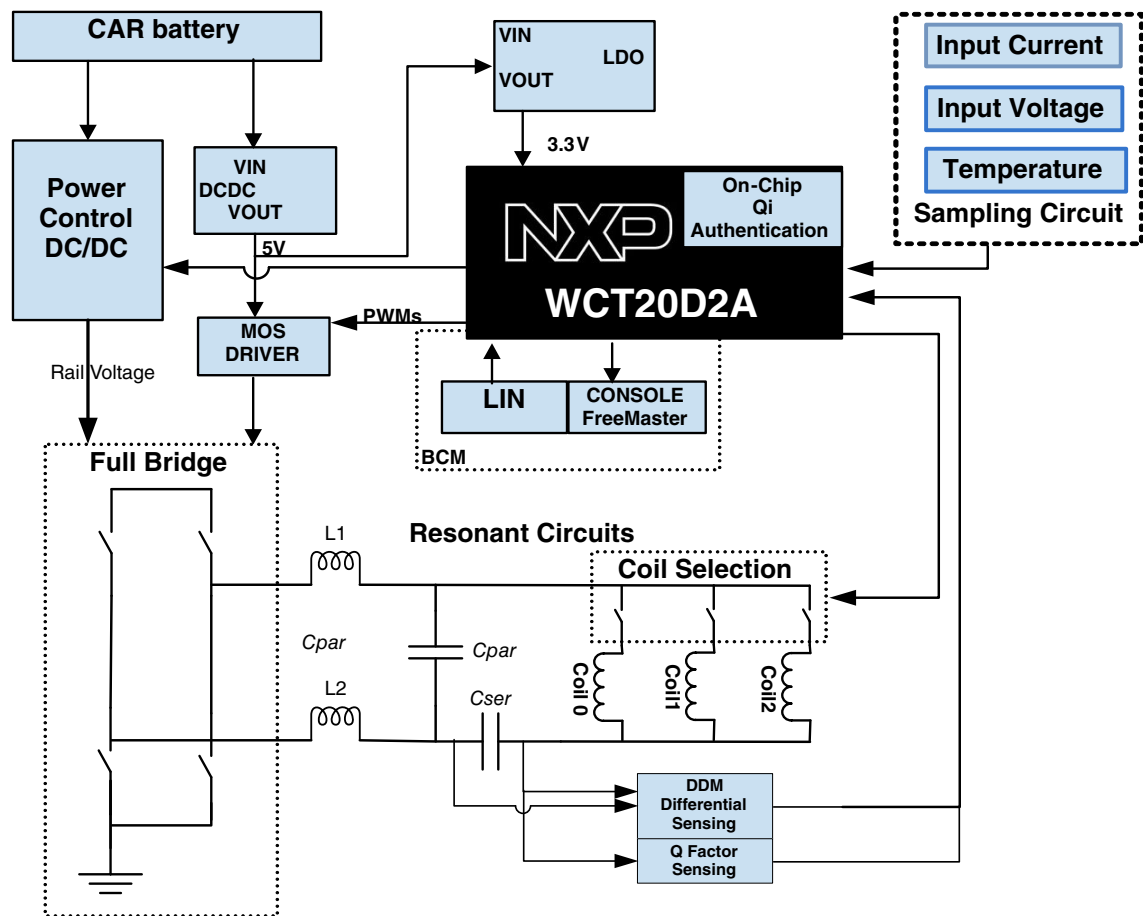 CAR battery
VIN
LDO
VOUT
Input Current
Input Voltage
Temperature
Sampling Circuit
3.3V
Power
Control
DC/DC
VIN
DCDC
VOUT
5V
NXP
On-Chip
Qi
Authentication
WCT20D2A
PWMs
MOS
DRIVER
Rail Voltage
LIN
CONSOLE
FreeMaster
BCM
Full Bridge
L1
Resonant Circuits
Coil Selection
Cpar
Cpar
L2
Cser
Coil 0
Coil1
Coil2
DDM
Differential
Sensing
Q Factor
Sensing